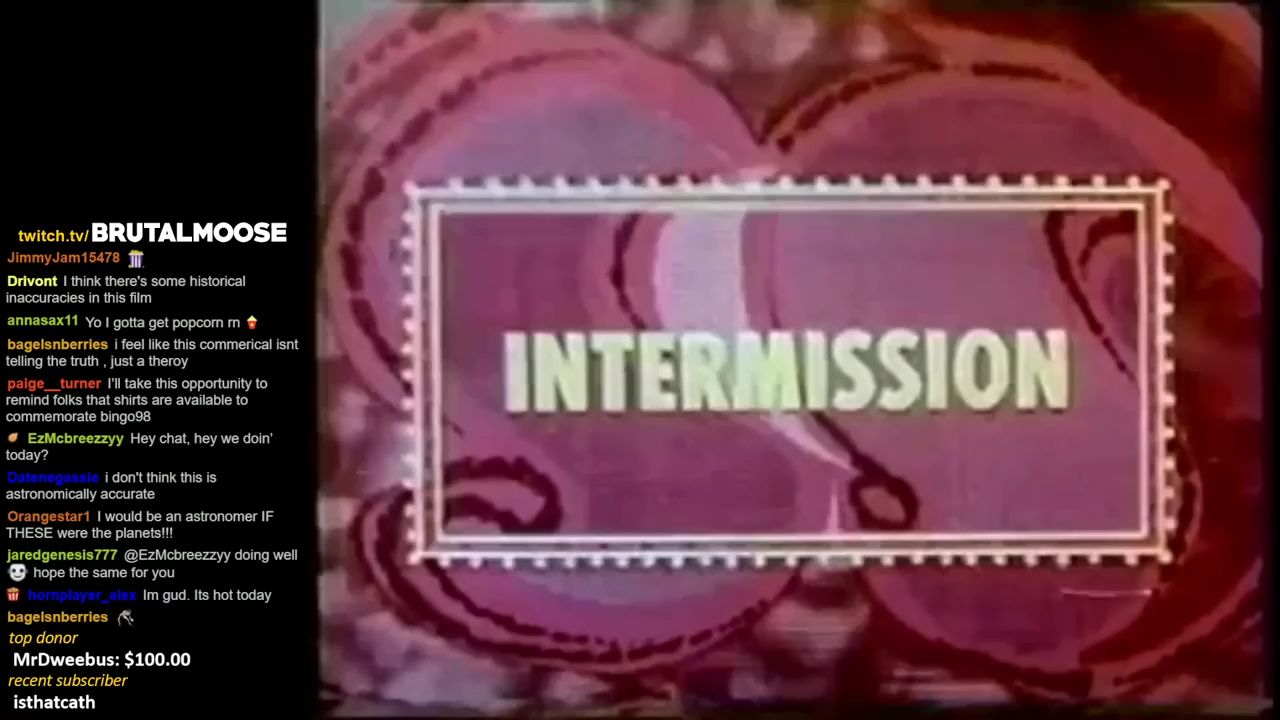 twitch.tv/BRUTALMOOSE
JimmyJam15478
Drivont I think there's some historical
inaccuracies in this film
annasax11 Yo I gotta get popcorn rn
bagelsnberries i feel like this commerical isnt
telling the truth , just a theroy
paige__turner I'll take this opportunity to
remind folks that shirts are available to
commemorate bingo98
EzMcbreezzyy Hey chat, hey we doin'
today?
Datenegassie i don't think this is
astronomically accurate
Orangestar1 I would be an astronomer IF
THESE were the planets!!!
jaredgenesis777 @EzMcbreezzyy doing well
hope the same for you
hornplayer_alex Im gud. Its hot today
bagelsnberries
top donor
MrDweebus: $100.00
recent subscriber
isthatcath
INTERMISSION